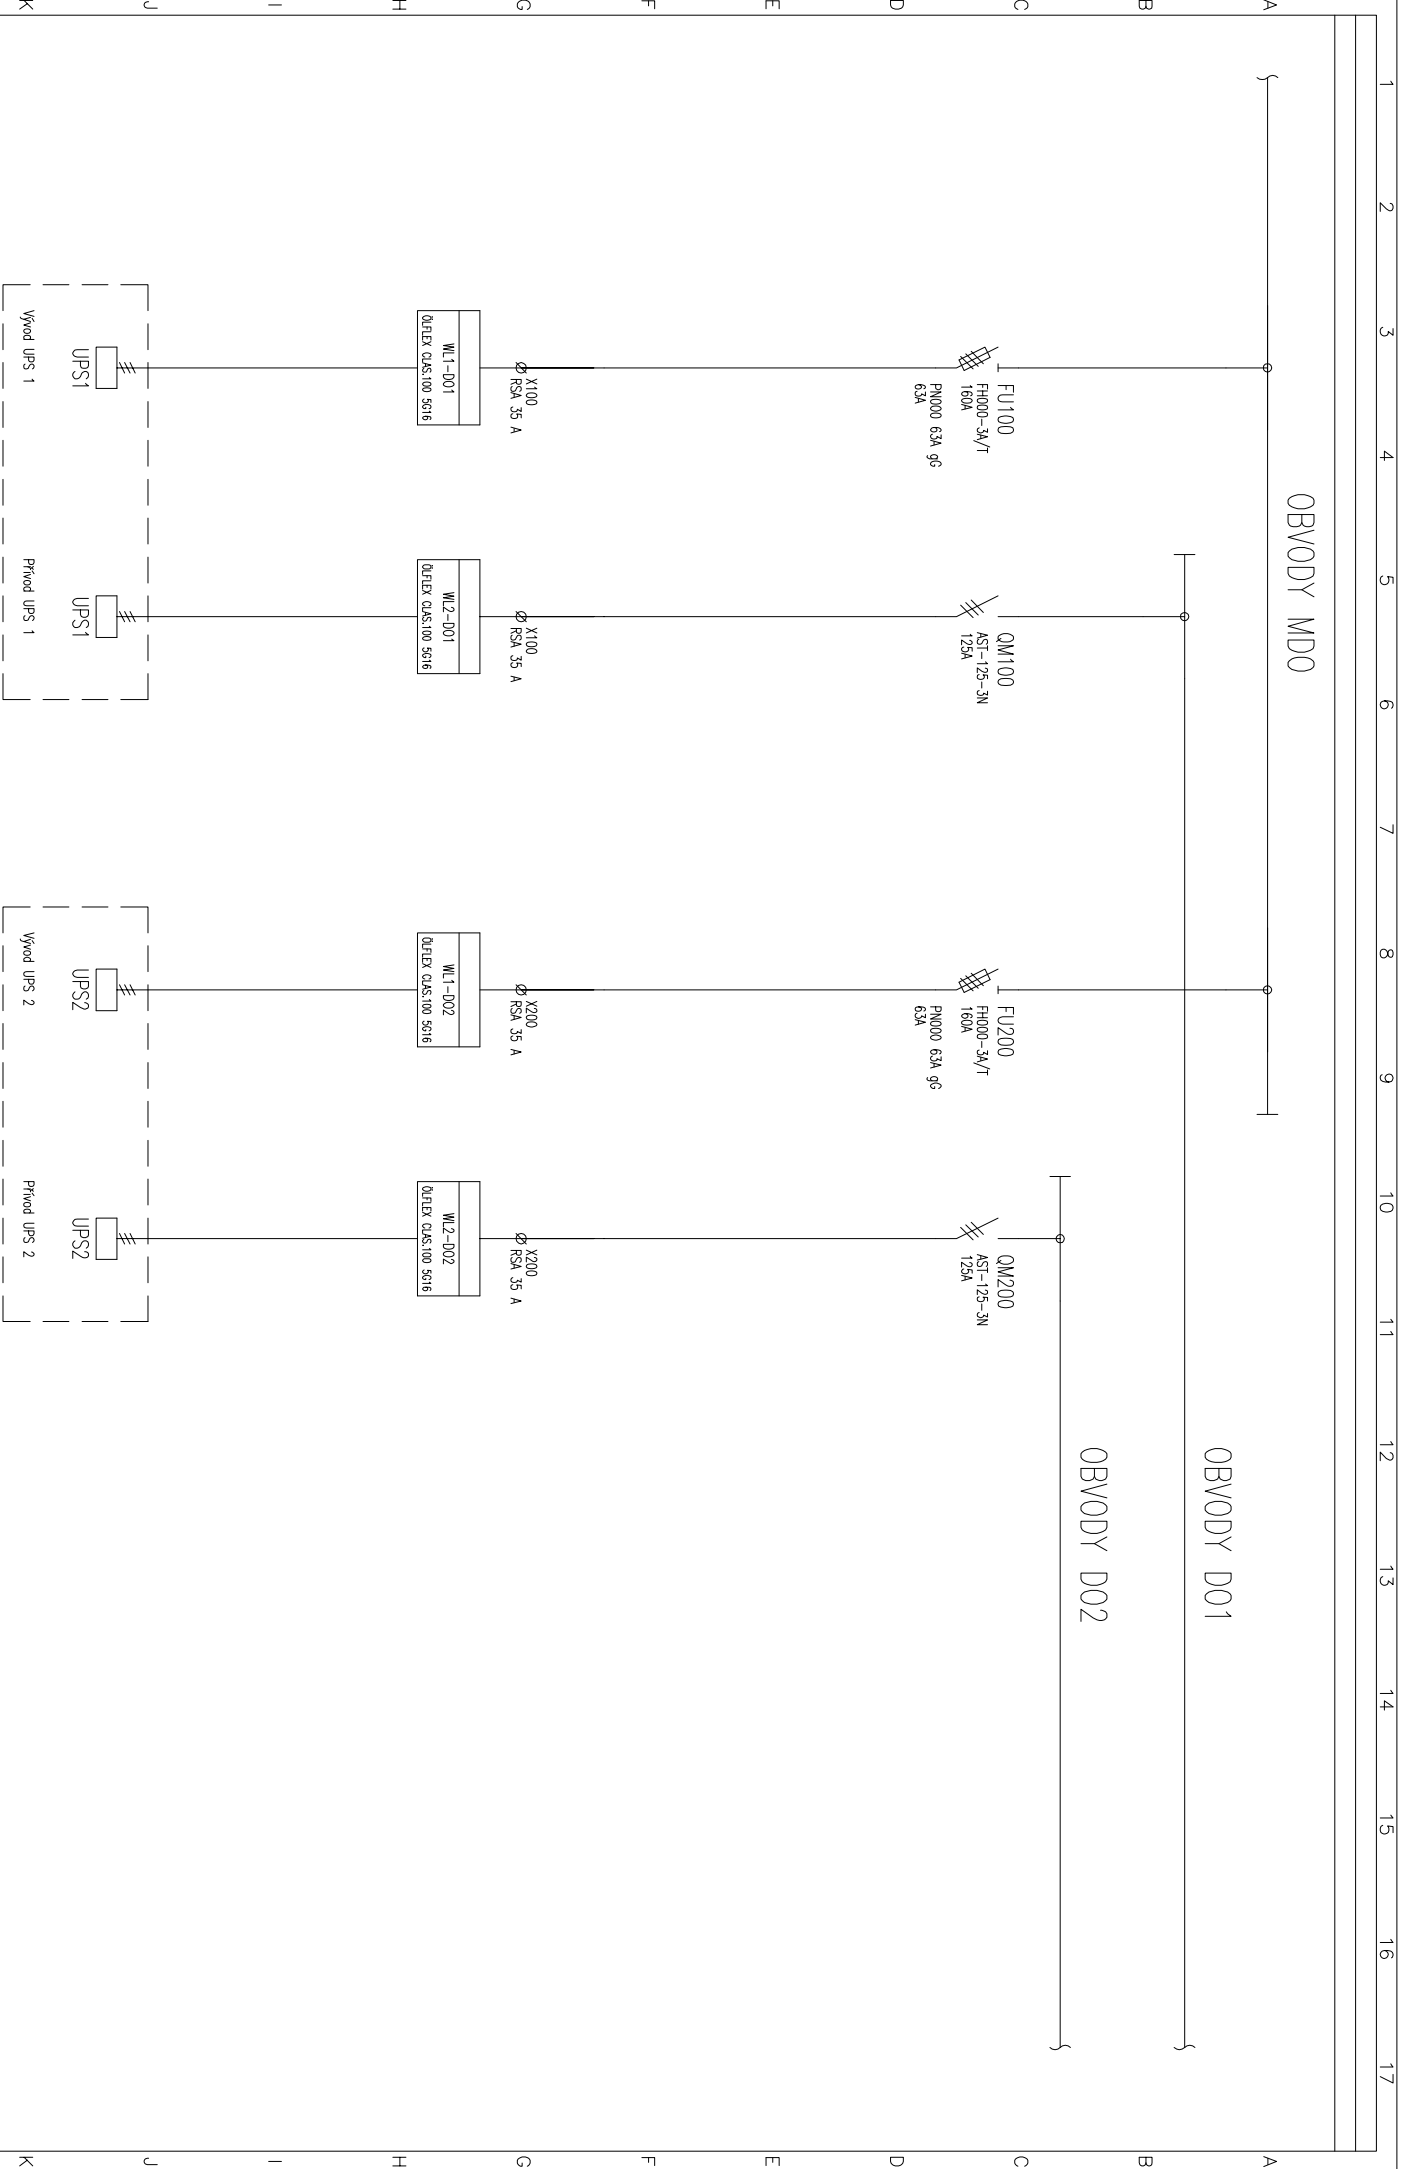 1 2 3 4 5 6 7 8 9 10 11 12 13 14 15 16 17
A A
OBVODY MDO
B B
OBVODY DO1
C C
OBVODY DO2
FU100
FH000-3A/T
160A
PN000 63A gG
63A
QM100
AST-125-3N
125A
FU200
FH000-3A/T
160A
PN000 63A gG
63A
QM200
AST-125-3N
125A
D D
E E
F F
G G
X100
RSA 35 A
X100
RSA 35 A
X200
RSA 35 A
X200
RSA 35 A
H H
WL1-DO1
ÖLFLEX CLAS.100 5G16
WL2-DO1
ÖLFLEX CLAS.100 5G16
WL1-DO2
ÖLFLEX CLAS.100 5G16
WL2-DO2
ÖLFLEX CLAS.100 5G16
I I
J J
UPS1
UPS1
UPS2
UPS2
K K
Vývod UPS 1
Přívod UPS 1
Vývod UPS 2
Přívod UPS 2